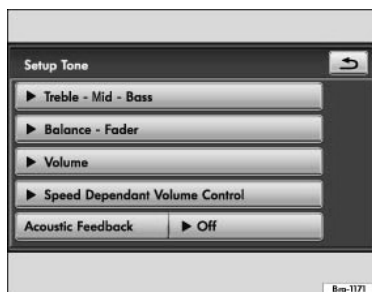 Setup Tone
► Treble - Mid - Bass
► Balance - Fader
► Volume
► Speed Dependant Volume Control
Acoustic Feedback ► Off
Brn-1171